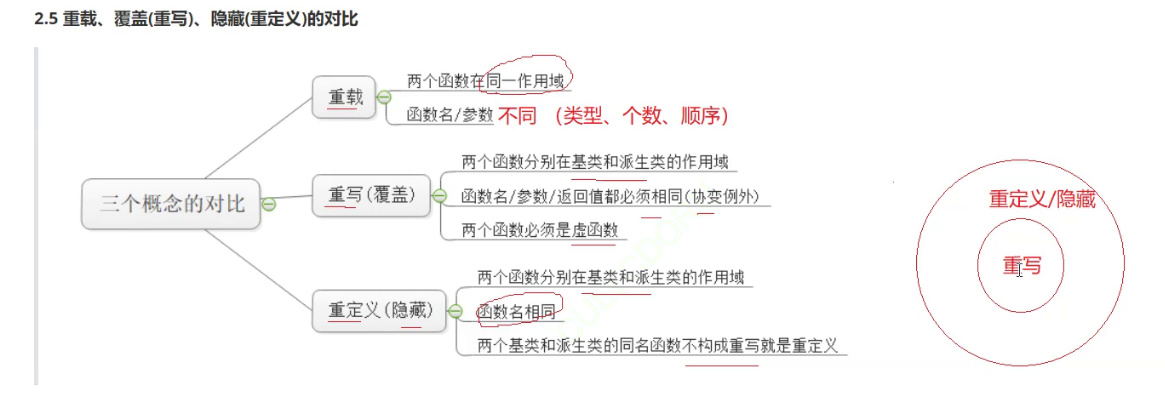 2.5 重载、覆盖(重写)、隐藏(重定义)的对比
三个概念的对比
重载
两个函数在同一作用域
函数名/参数 不同 （类型、个数、顺序）
重写(覆盖)
两个函数分别在基类和派生类的作用域
函数名/参数/返回值都必须相同(协变例外)
两个函数必须是虚函数
重定义(隐藏)
两个函数分别在基类和派生类的作用域
函数名相同
两个基类和派生类的同名函数不构成重写就是重定义
重定义/隐藏
重写